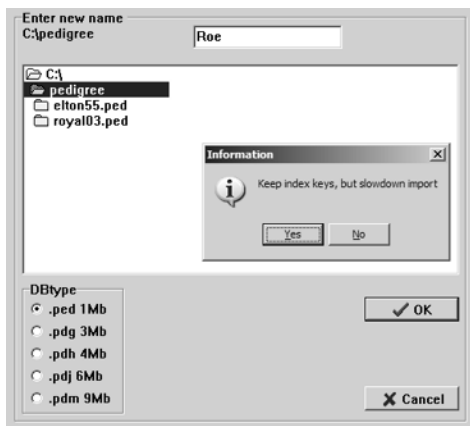 Enter new name
C:\pedigree
Roe
C:\
pedigree
elton55.ped
royal03.ped
Information
Keep index keys, but slowdown import
Yes No
DBtype
.ped 1Mb
.pdg 3Mb
.pdh 4Mb
.pdj 6Mb
.pdm 9Mb
OK
Cancel